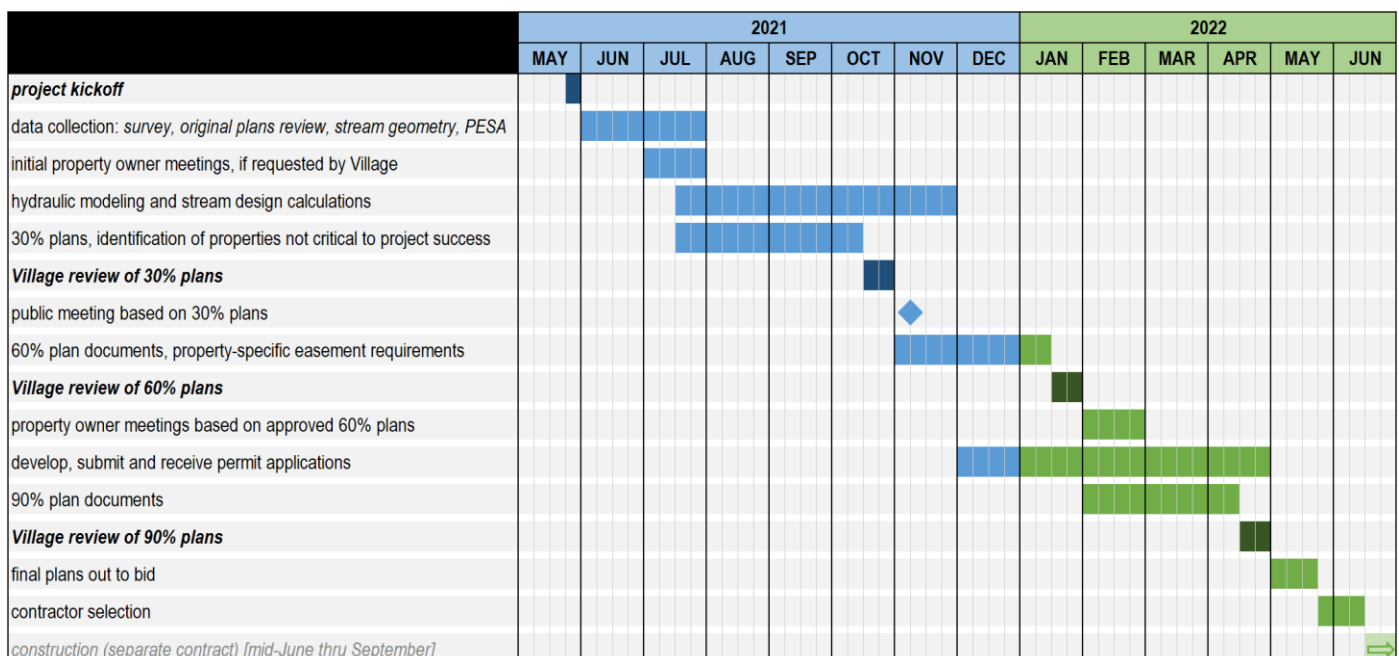 2021 2022
MAY JUN JUL AUG SEP OCT NOV DEC JAN FEB MAR APR MAY JUN
project kickoff
data collection: survey, original plans review, stream geometry, PESA
initial property owner meetings, if requested by Village
hydraulic modeling and stream design calculations
30% plans, identification of properties not critical to project success
Village review of 30% plans
public meeting based on 30% plans
60% plan documents, property-specific easement requirements
Village review of 60% plans
property owner meetings based on approved 60% plans
develop, submit and receive permit applications
90% plan documents
Village review of 90% plans
final plans out to bid
contractor selection
construction (separate contract) [mid-June thru September]